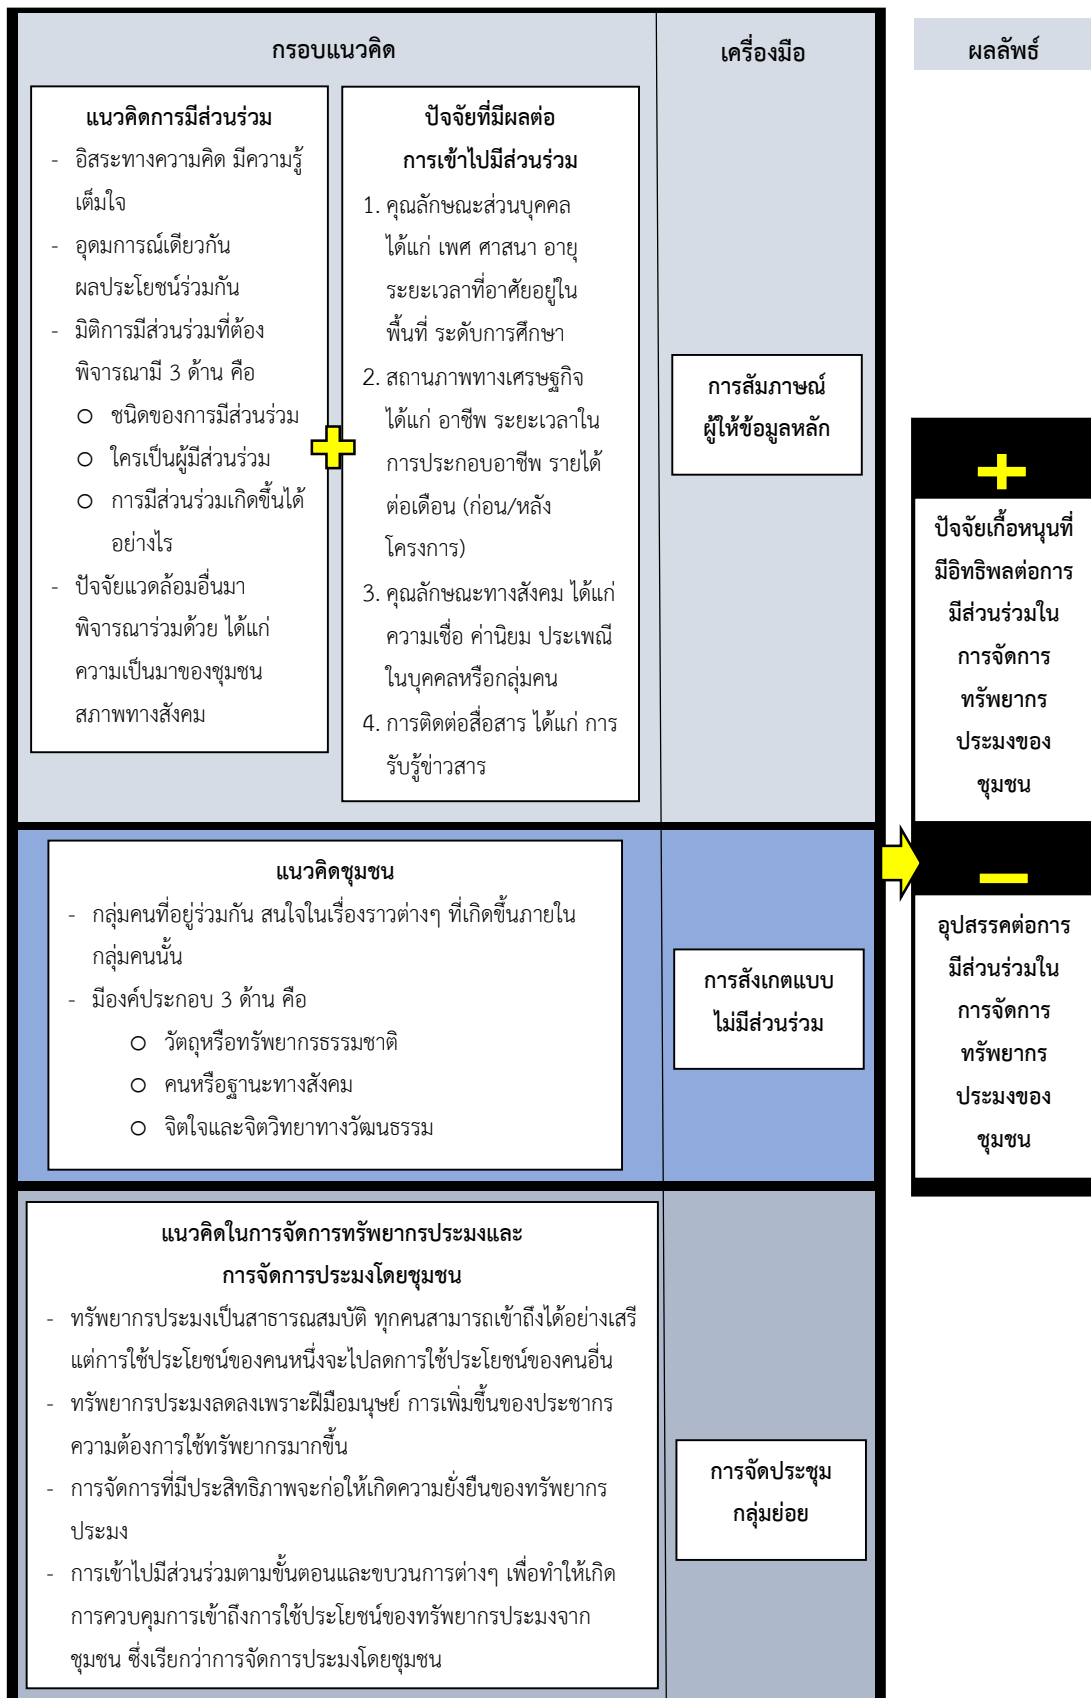 กรอบแนวคิด
เครื่องมือ
ผลลัพธ์
แนวคิดการมีส่วนร่วม
- อิสระทางความคิด มีความรู้
เต็มใจ
- อุดมการณ์เดียวกัน
ผลประโยชน์ร่วมกัน
- มิติการมีส่วนร่วมที่ต้อง
พิจารณามี 3 ด้าน คือ
o ชนิดของการมีส่วนร่วม
o ใครเป็นผู้มีส่วนร่วม
o การมีส่วนร่วมเกิดขึ้นได้
อย่างไร
- ปัจจัยแวดล้อมอื่นมา
พิจารณาร่วมด้วย ได้แก่
ความเป็นมาของชุมชน
สภาพทางสังคม
ปัจจัยที่มีผลต่อ
การเข้าไปมีส่วนร่วม
1. คุณลักษณะส่วนบุคคล
ได้แก่ เพศ ศาสนา อายุ
ระยะเวลาที่อาศัยอยู่ใน
พื้นที่ ระดับการศึกษา
2. สถานภาพทางเศรษฐกิจ
ได้แก่ อาชีพ ระยะเวลาใน
การประกอบอาชีพ รายได้
ต่อเดือน (ก่อน/หลัง
โครงการ)
3. คุณลักษณะทางสังคม ได้แก่
ความเชื่อ ค่านิยม ประเพณี
ในบุคคลหรือกลุ่มคน
4. การติดต่อสื่อสาร ได้แก่ การ
รับรู้ข่าวสาร
การสัมภาษณ์
ผู้ให้ข้อมูลหลัก
แนวคิดชุมชน
- กลุ่มคนที่อยู่ร่วมกัน สนใจในเรื่องราวต่างๆ ที่เกิดขึ้นภายใน
กลุ่มคนนั้น
- มีองค์ประกอบ 3 ด้าน คือ
o วัตถุหรือทรัพยากรธรรมชาติ
o คนหรือฐานะทางสังคม
o จิตใจและจิตวิทยาทางวัฒนธรรม
การสังเกตแบบ
ไม่มีส่วนร่วม
แนวคิดในการจัดการทรัพยากรประมงและ
การจัดการประมงโดยชุมชน
- ทรัพยากรประมงเป็นสาธารณสมบัติ ทุกคนสามารถเข้าถึงได้อย่างเสรี
แต่การใช้ประโยชน์ของคนหนึ่งจะไปลดการใช้ประโยชน์ของคนอื่น
- ทรัพยากรประมงลดลงเพราะฝีมือมนุษย์ การเพิ่มขึ้นของประชากร
ความต้องการใช้ทรัพยากรมากขึ้น
- การจัดการที่มีประสิทธิภาพจะก่อให้เกิดความยั่งยืนของทรัพยากร
ประมง
- การเข้าไปมีส่วนร่วมตามขั้นตอนและขบวนการต่างๆ เพื่อทำให้เกิด
การควบคุมการเข้าถึงการใช้ประโยชน์ของทรัพยากรประมงจาก
ชุมชน ซึ่งเรียกว่าการจัดการประมงโดยชุมชน
การจัดประชุม
กลุ่มย่อย
+
ปัจจัยเกื้อหนุนที่
มีอิทธิพลต่อการ
มีส่วนร่วมใน
การจัดการ
ทรัพยากร
ประมงของ
ชุมชน
−
อุปสรรคต่อการ
มีส่วนร่วมใน
การจัดการ
ทรัพยากร
ประมงของ
ชุมชน